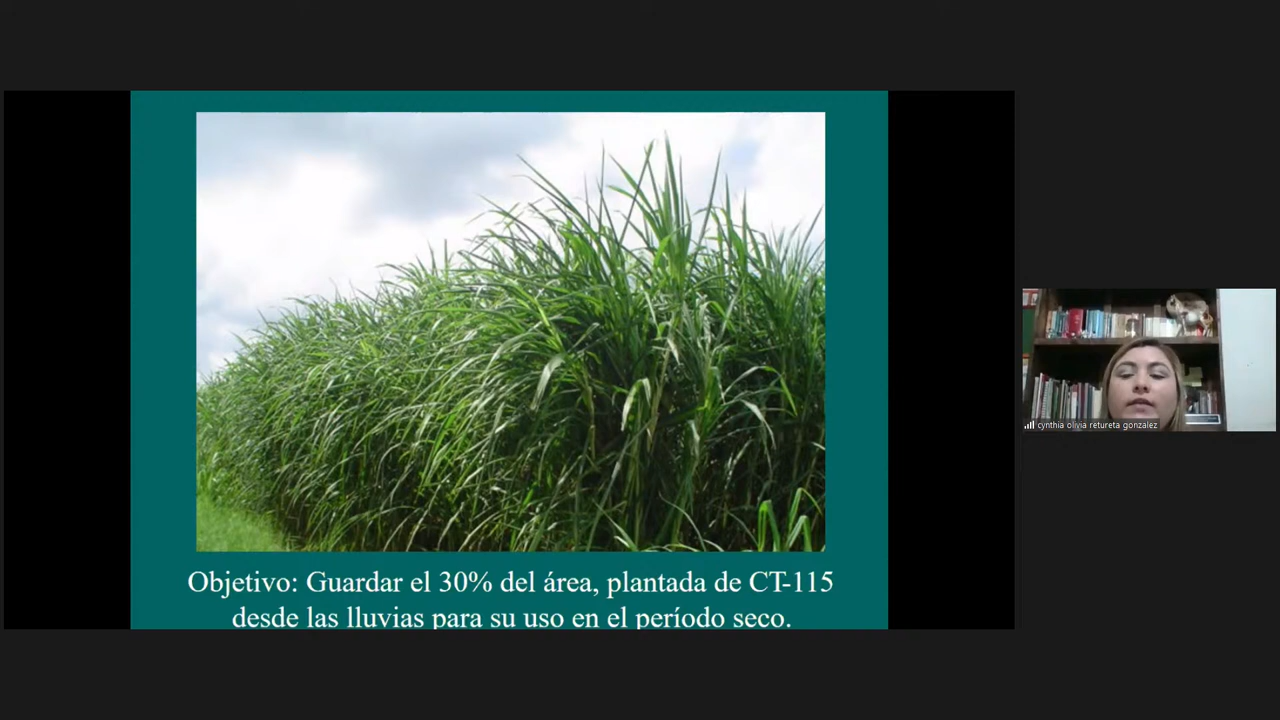 Objetivo: Guardar el 30% del área, plantada de CT-115
desde las lluvias para su uso en el período seco.
cynthia olivia retureta gonzalez